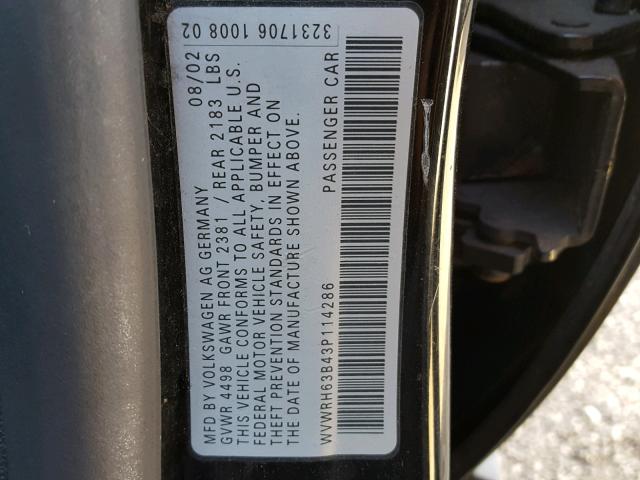 MFD BY VOLKSWAGEN AG GERMANY 08/02
GVWR 4498 GAWR FRONT 2381 / REAR 2183 LBS
THIS VEHICLE CONFORMS TO ALL APPLICABLE U.S.
FEDERAL MOTOR VEHICLE SAFETY, BUMPER AND
THEFT PREVENTION STANDARDS IN EFFECT ON
THE DATE OF MANUFACTURE SHOWN ABOVE.
WVWRH63B43P114286 PASSENGER CAR
3231706 1008 02